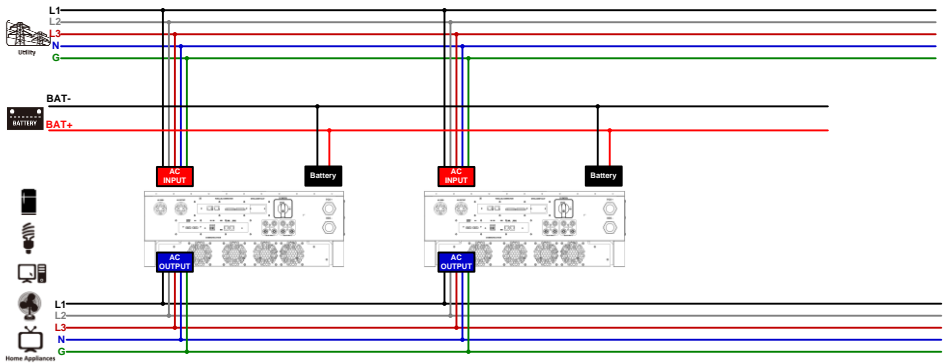 L1
L2
L3
N
G
Utility
BAT-
BATTERY
BAT+
AC
INPUT
Battery
AC
INPUT
Battery
AC
OUTPUT
AC
OUTPUT
L1
L2
L3
N
G
Home Appliances